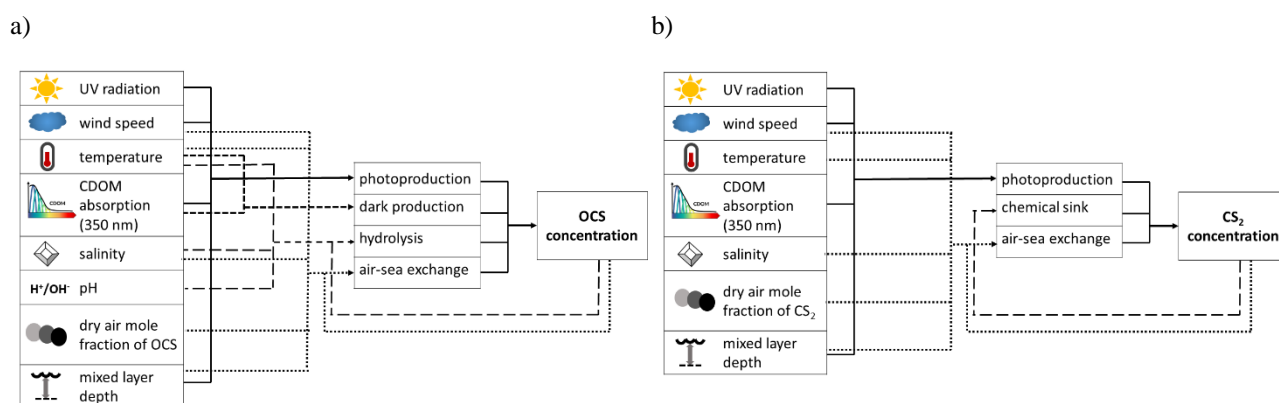 a)
UV radiation
wind speed
temperature
CDOM
CDOM
absorption
(350 nm)
salinity
H⁺/OH⁻ pH
dry air mole
fraction of OCS
mixed layer
depth
photoproduction
dark production
hydrolysis
air-sea exchange
OCS
concentration
b)
UV radiation
wind speed
temperature
CDOM
CDOM
absorption
(350 nm)
salinity
dry air mole
fraction of CS₂
mixed layer
depth
photoproduction
chemical sink
air-sea exchange
CS₂
concentration